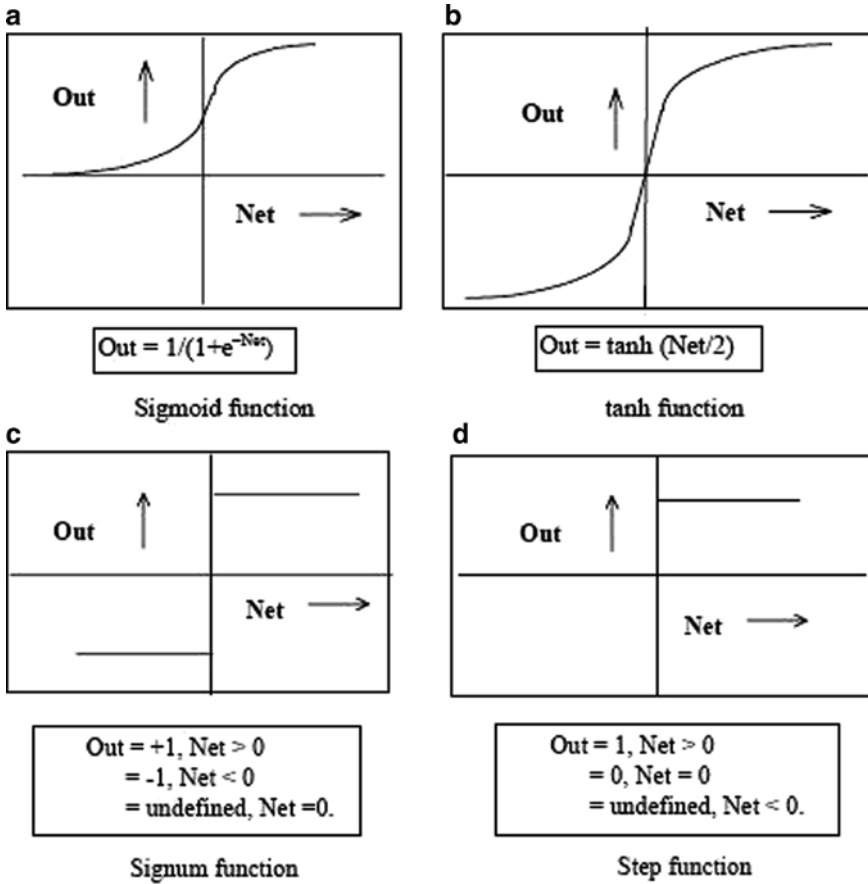 a
Out
Net
Out = 1/(1+e⁻ᴺᵉᵗ)
Sigmoid function
b
Out
Net
Out = tanh (Net/2)
tanh function
c
Out
Net
Out = +1, Net > 0
= -1, Net < 0
= undefined, Net =0.
Signum function
d
Out
Net
Out = 1, Net > 0
= 0, Net = 0
= undefined, Net < 0.
Step function